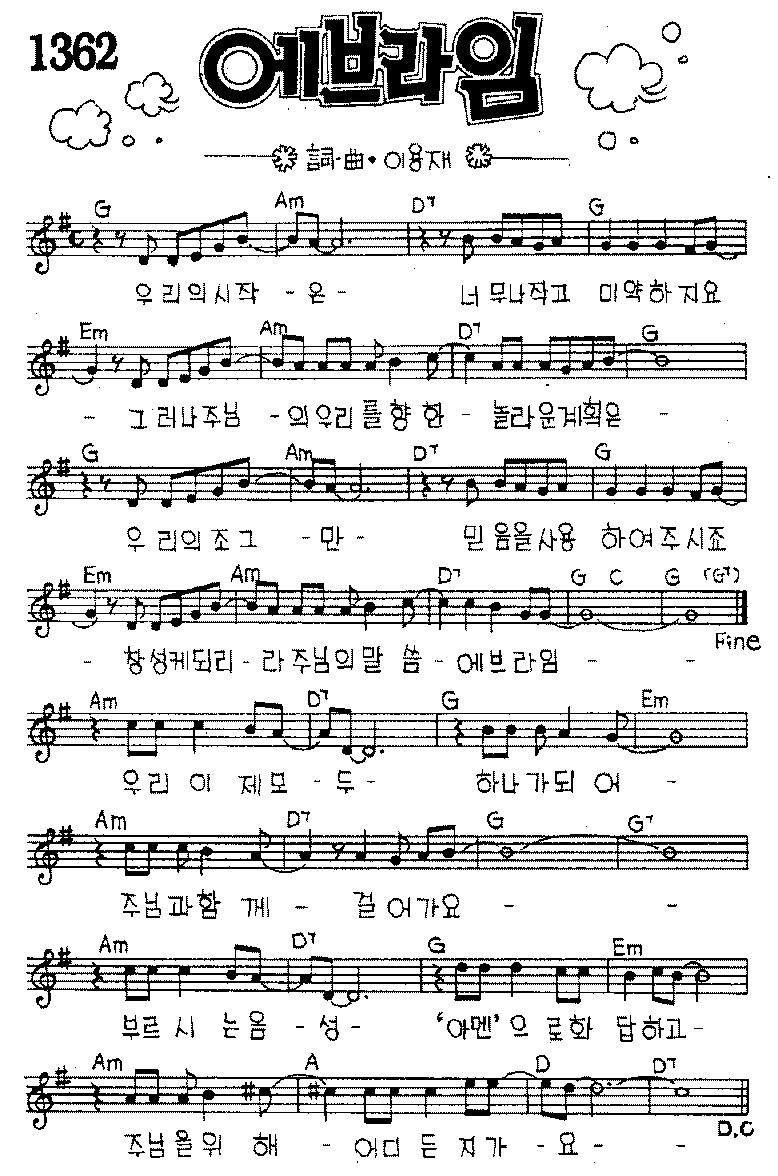 1362
에브라임
詞·曲·이용재
G Am D7 G
우리의시작 - 은 - 너무나작고 미약하지요
Em Am D7 G
- 그러나주님 - 의우리를향한 - 놀라운계획은 -
G Am D7 G
우리의조그 - 만 - 믿음을사용 하여주시죠
Em Am D7 G C G (G7)
Fine
- 창성케되리 - 라주님의말씀 - 에브라임 - -
Am D7 G Em
우리 이 제모 - 두 - 하나가되 어 -
Am D7 G G7
주님과함 께 - 걸어가요 - -
Am D7 G Em
부르시 는음 - 성 - '아멘'으로화 답하고 -
Am A D D7
D.C
주님을위 해 - 어디든지가 - 요 - -